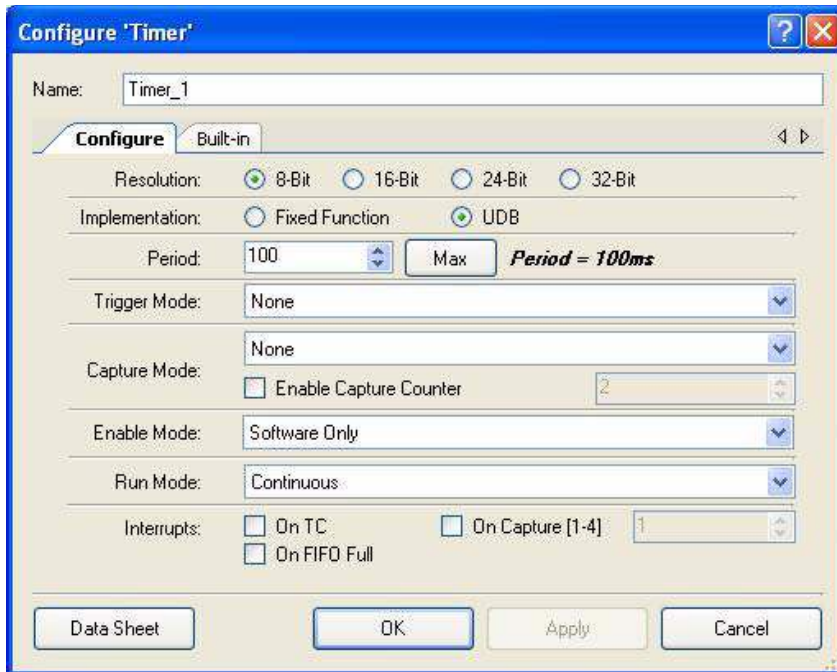 Configure 'Timer'
Name: Timer_1
Configure Built-in
Resolution: 8-Bit 16-Bit 24-Bit 32-Bit
Implementation: Fixed Function UDB
Period: 100 Max Period = 100ms
Trigger Mode: None
Capture Mode: None
Enable Capture Counter 2
Enable Mode: Software Only
Run Mode: Continuous
Interrupts: On TC On Capture [1-4] 1
On FIFO Full
Data Sheet OK Apply Cancel